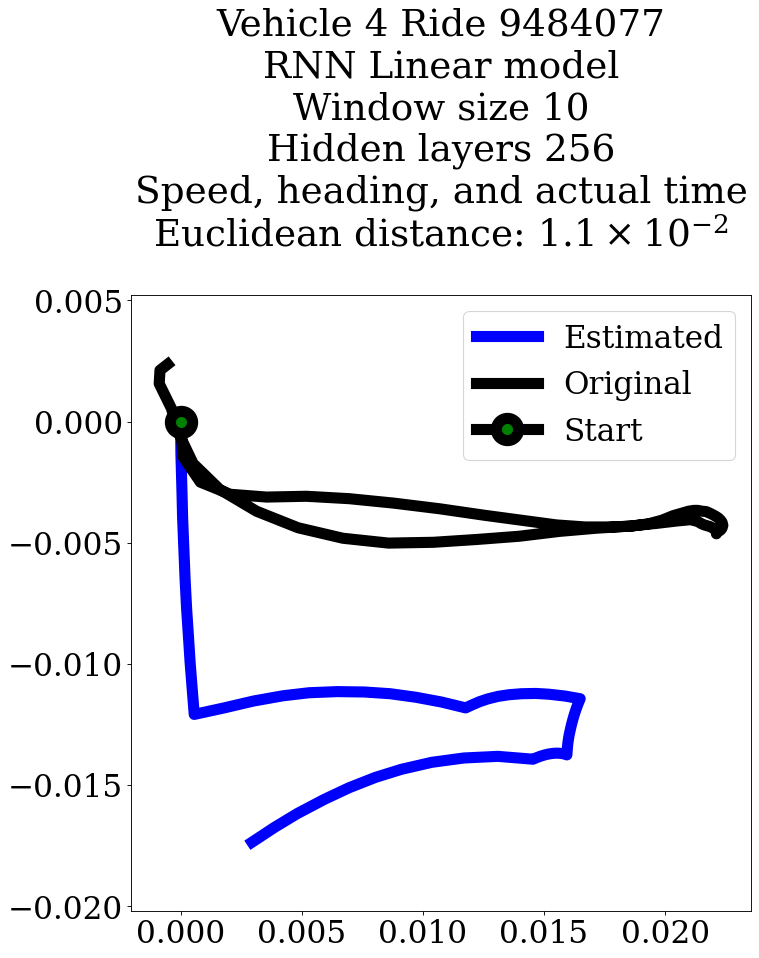 Vehicle 4 Ride 9484077
RNN Linear model
Window size 10
Hidden layers 256
Speed, heading, and actual time
Euclidean distance: 1.1 × 10⁻²
0.005
0.000
−0.005
−0.010
−0.015
−0.020
Estimated
Original
Start
0.000 0.005 0.010 0.015 0.020